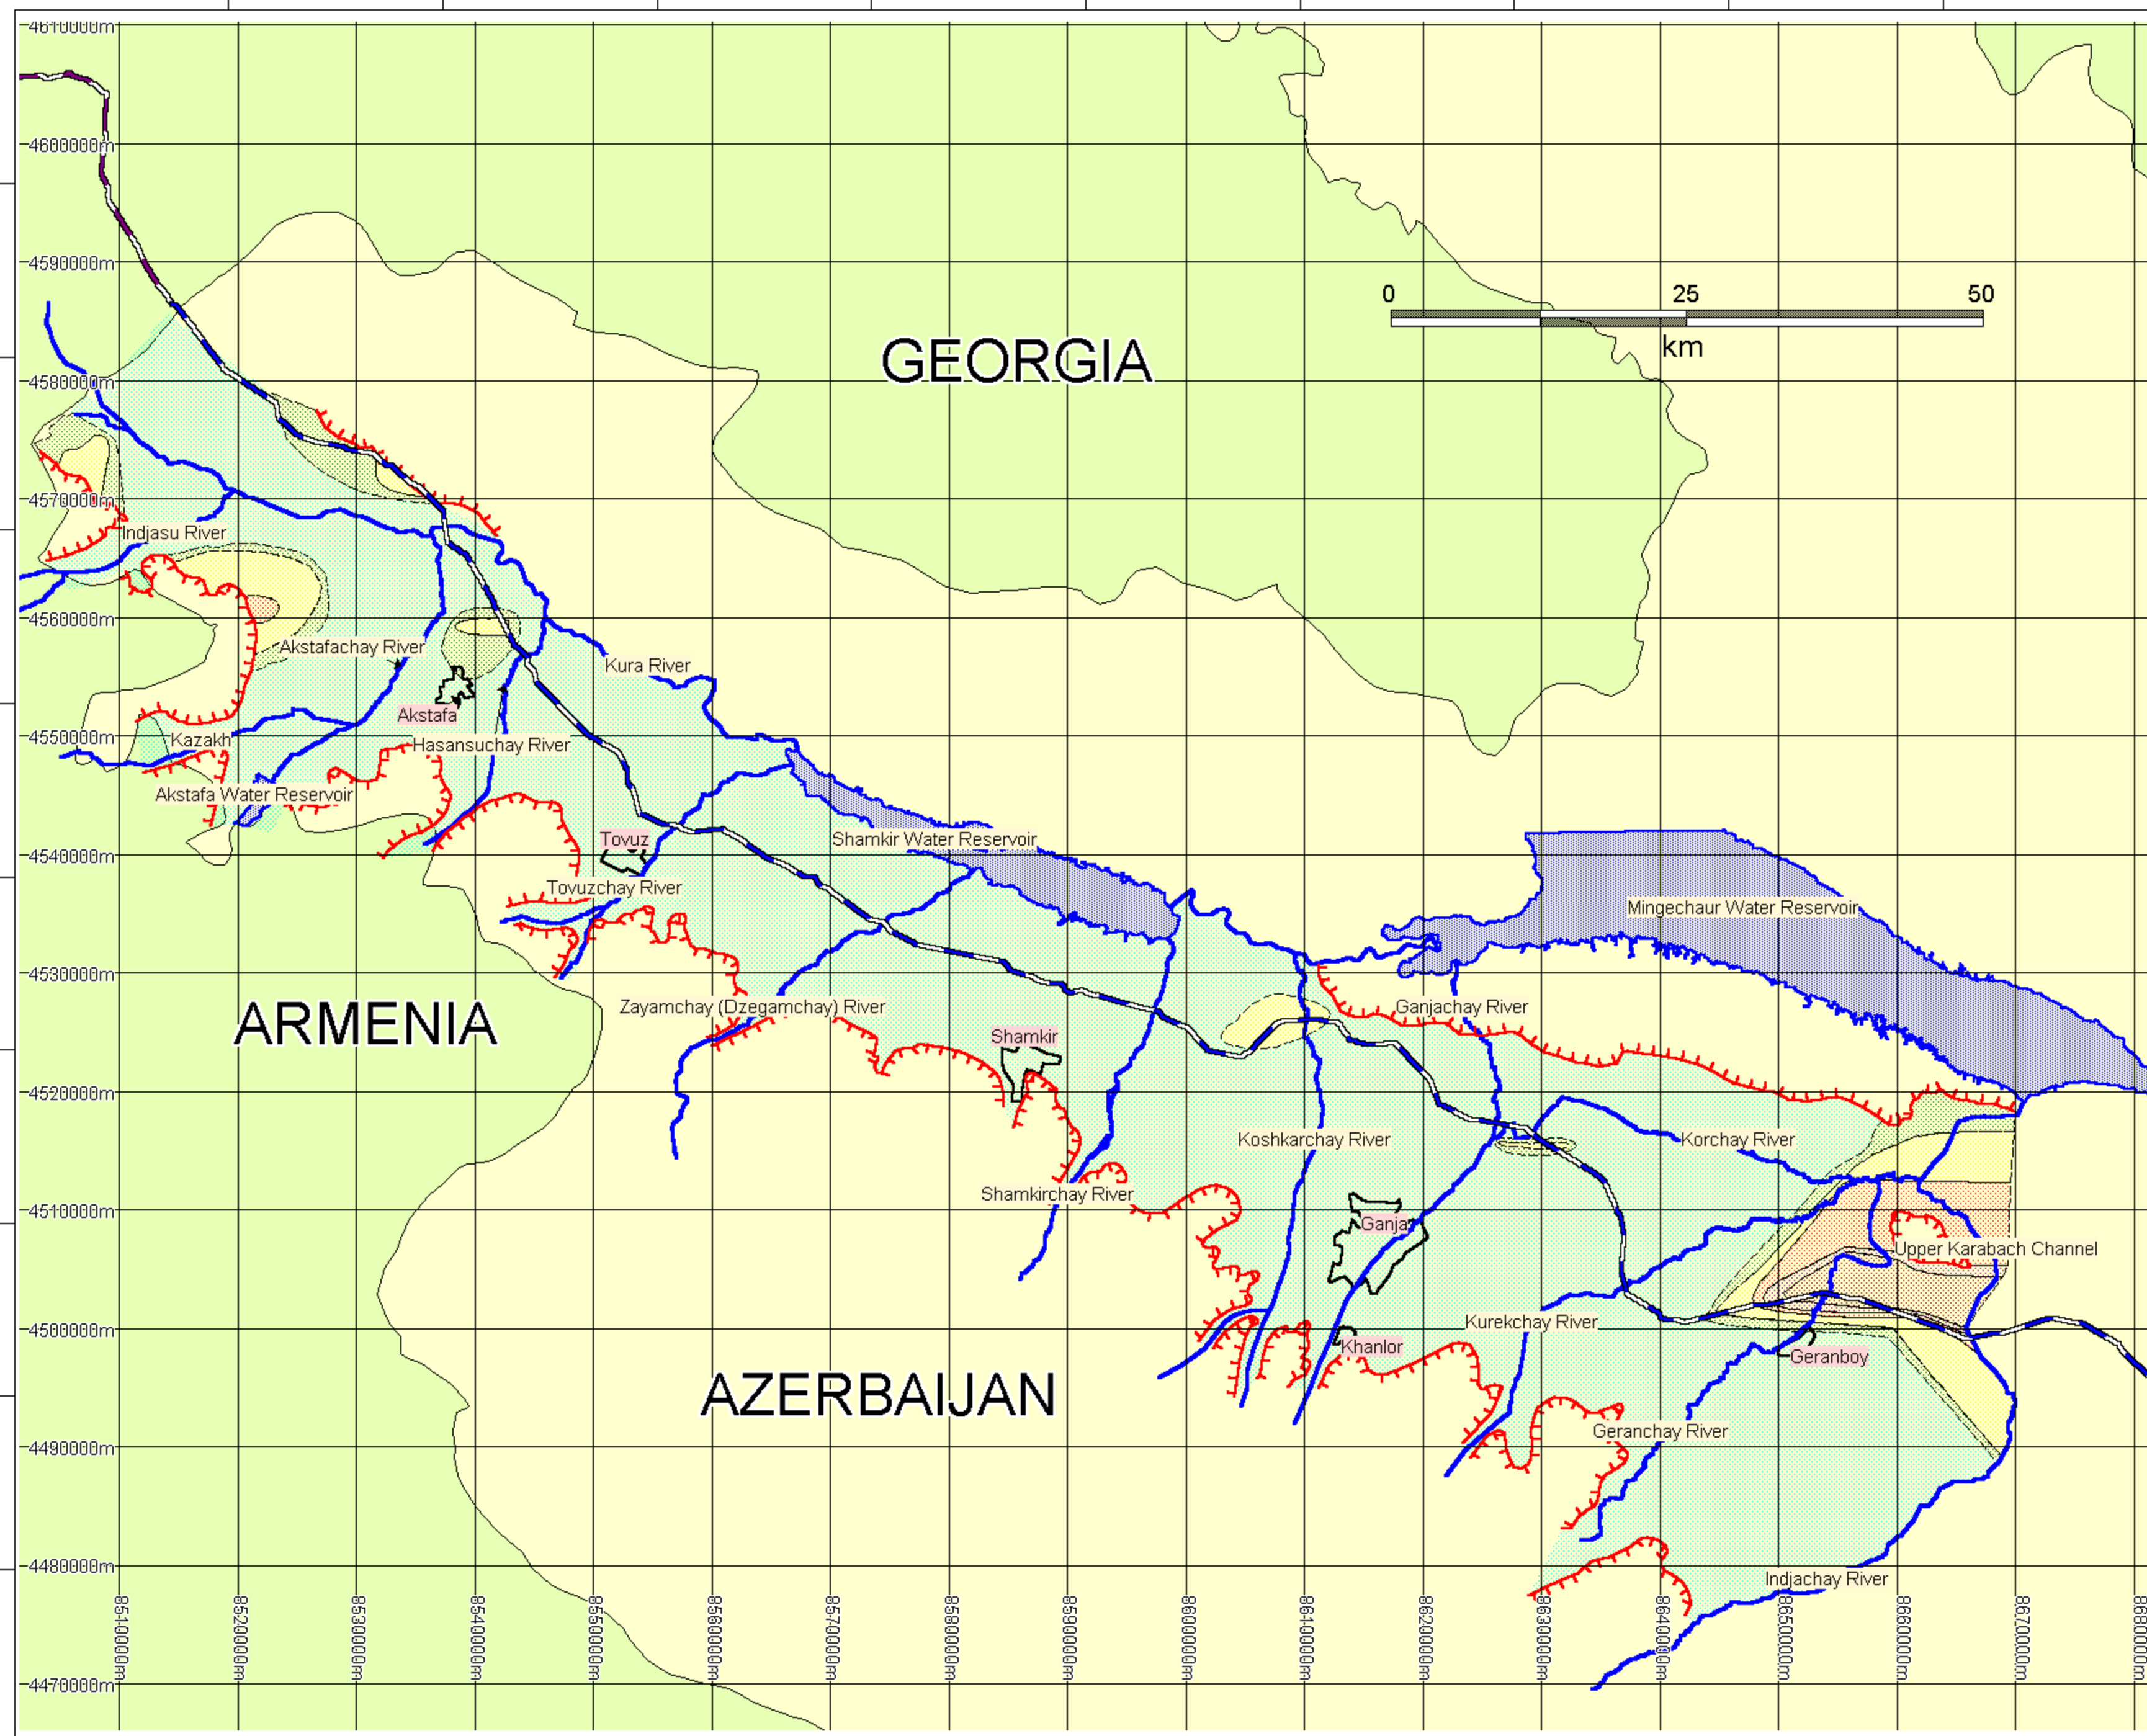 4610000m
4600000m
4590000m
0 25 50
km
GEORGIA
4580000m
4570000m
Indjasu River
4560000m
Akstafachay River
Kura River
Akstafa
4550000m
Kazakh
Hasansuchay River
Akstafa Water Reservoir
Tovuz
Shamkir Water Reservoir
4540000m
Tovuzchay River
Mingechaur Water Reservoir
4530000m
Zayamchay (Dzegamchay) River
Ganjachay River
ARMENIA
Shamkir
4520000m
Koshkarchay River
Korchay River
Shamkirchay River
4510000m
Ganja
Upper Karabach Channel
Kurekchay River
4500000m
Khanlor
Geranboy
AZERBAIJAN
Geranchay River
4490000m
4480000m
Indjachay River
8510000m
8520000m
8530000m
8540000m
8550000m
8560000m
8570000m
8580000m
8590000m
8600000m
8610000m
8620000m
8630000m
8640000m
8650000m
8660000m
8670000m
8680000m
4470000m